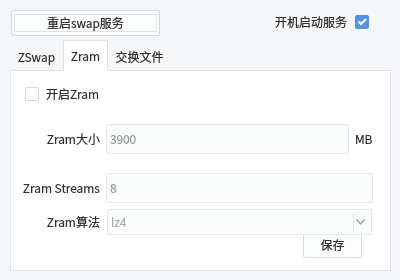 重启swap服务
开机启动服务
ZSwap
Zram
交换文件
开启Zram
Zram大小
3900
MB
Zram Streams
8
Zram算法
lz4
保存